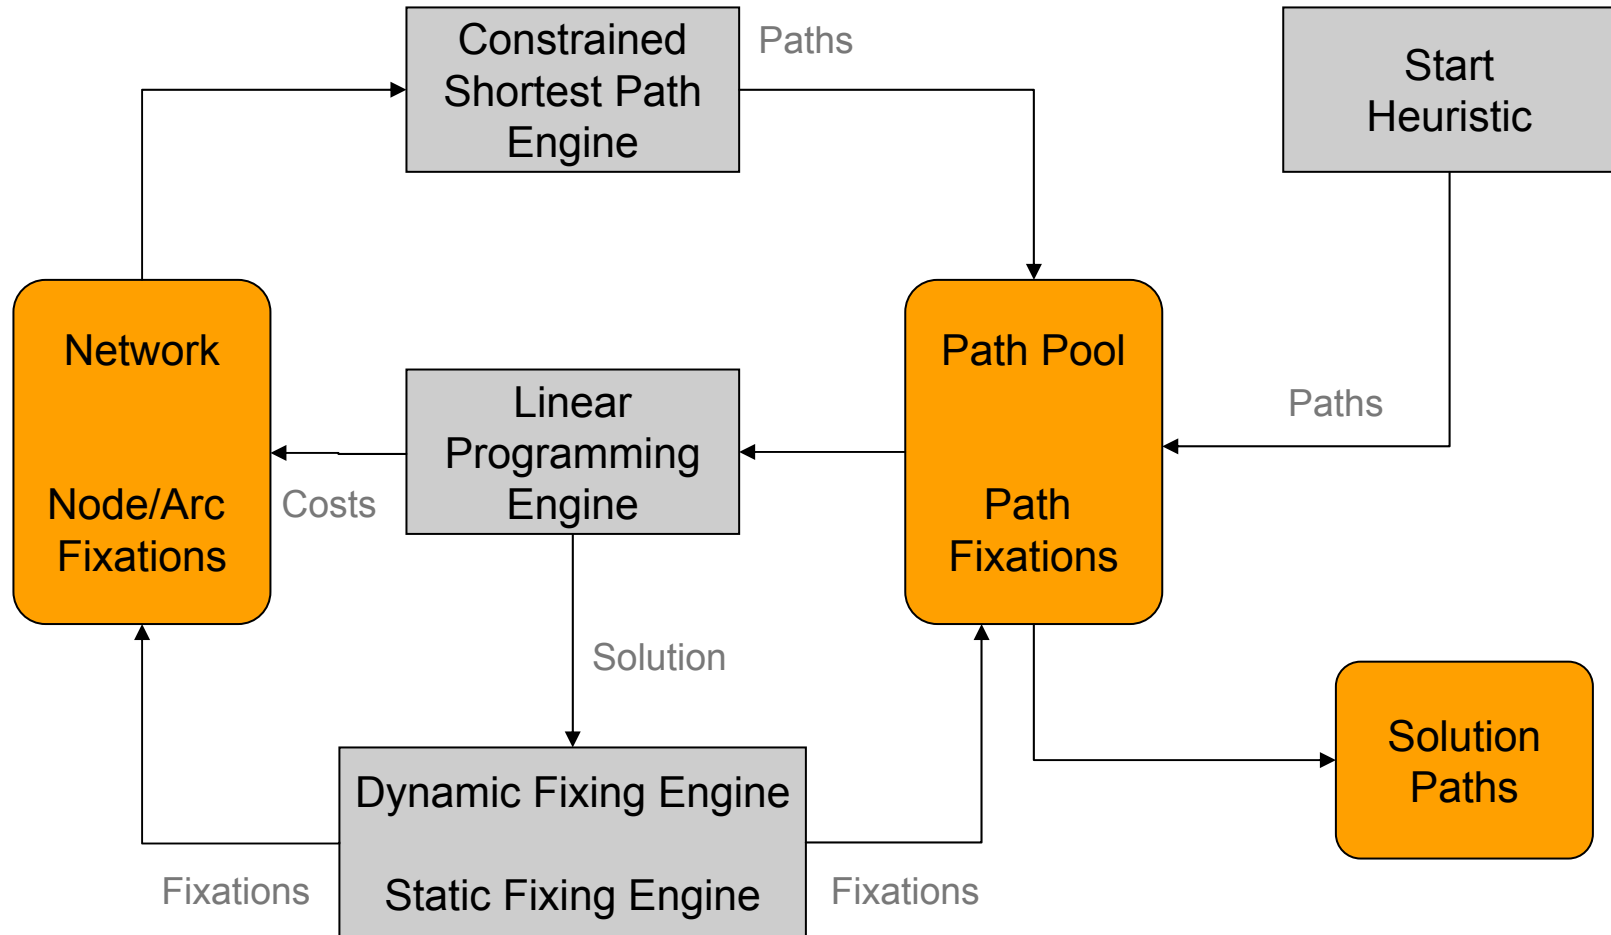 Constrained
Shortest Path
Engine
Paths
Start
Heuristic
Network
Node/Arc
Fixations
Linear
Programming
Engine
Costs
Path Pool
Path
Fixations
Paths
Solution
Solution
Paths
Dynamic Fixing Engine
Static Fixing Engine
Fixations
Fixations